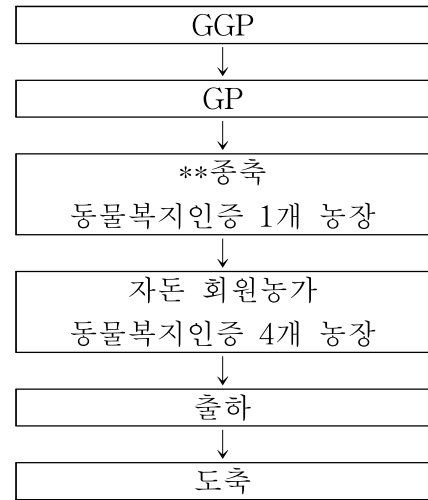 GGP
GP
**종축
동물복지인증 1개 농장
자돈 회원농가
동물복지인증 4개 농장
출하
도축